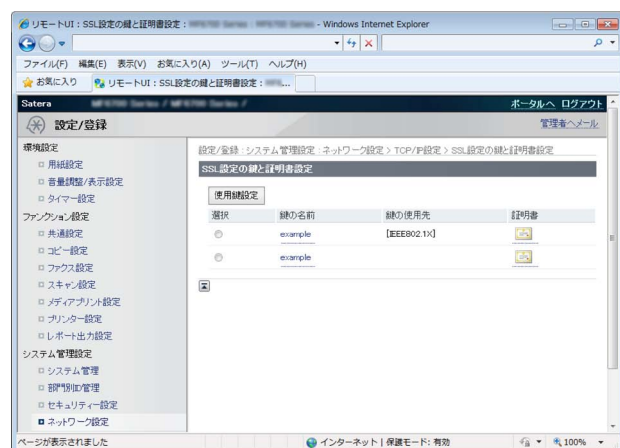 リモートUI：SSL設定の鍵と証明書設定： - Windows Internet Explorer
ファイル(F) 編集(E) 表示(V) お気に入り(A) ツール(T) ヘルプ(H)
お気に入り リモートUI：SSL設定の鍵と証明書設定： ...
Satera ポータルへ ログアウト
設定/登録 管理者へメール
環境設定
用紙設定
音量調整/表示設定
タイマー設定
ファンクション設定
共通設定
コピー設定
ファクス設定
スキャン設定
メディアプリント設定
プリンター設定
レポート出力設定
システム管理設定
システム管理
部門別ID管理
セキュリティー設定
ネットワーク設定
設定/登録：システム管理設定：ネットワーク設定 > TCP/IP設定 > SSL設定の鍵と証明書設定
SSL設定の鍵と証明書設定
使用鍵設定
選択 鍵の名前 鍵の使用先 証明書
example [IEEE802.1X]
example
ページが表示されました インターネット | 保護モード: 有効 100%